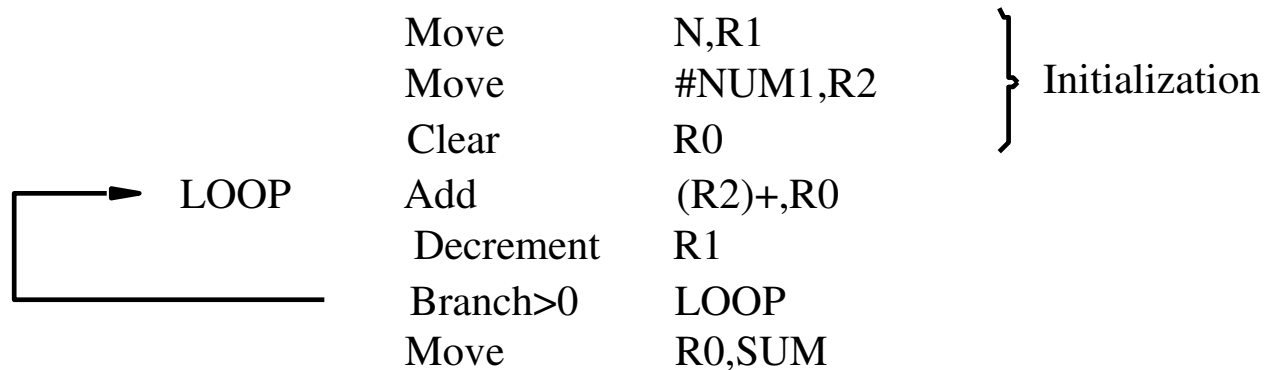 Move N,R1
Move #NUM1,R2 Initialization
Clear R0
LOOP Add (R2)+,R0
Decrement R1
Branch>0 LOOP
Move R0,SUM